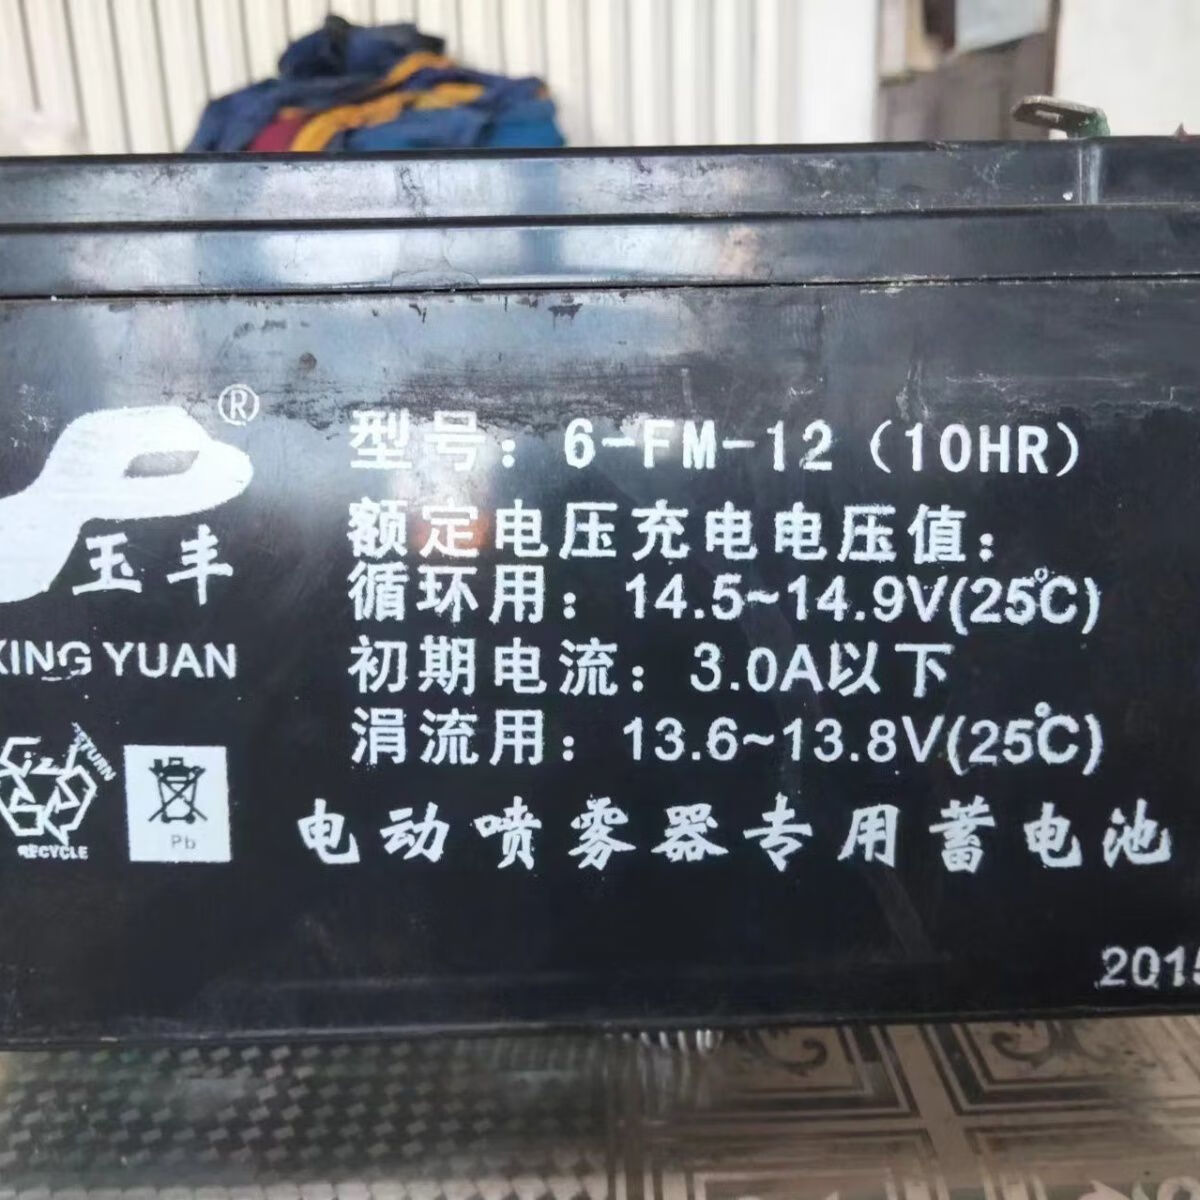 ®
型号：6-FM-12（10HR）
额定电压充电电压值：
循环用：14.5~14.9V(25℃)
玉丰
初期电流：3.0A以下
XING YUAN
涓流用：13.6~13.8V(25℃)
RETURN
RECYCLE
Pb
电动喷雾器专用蓄电池
2015